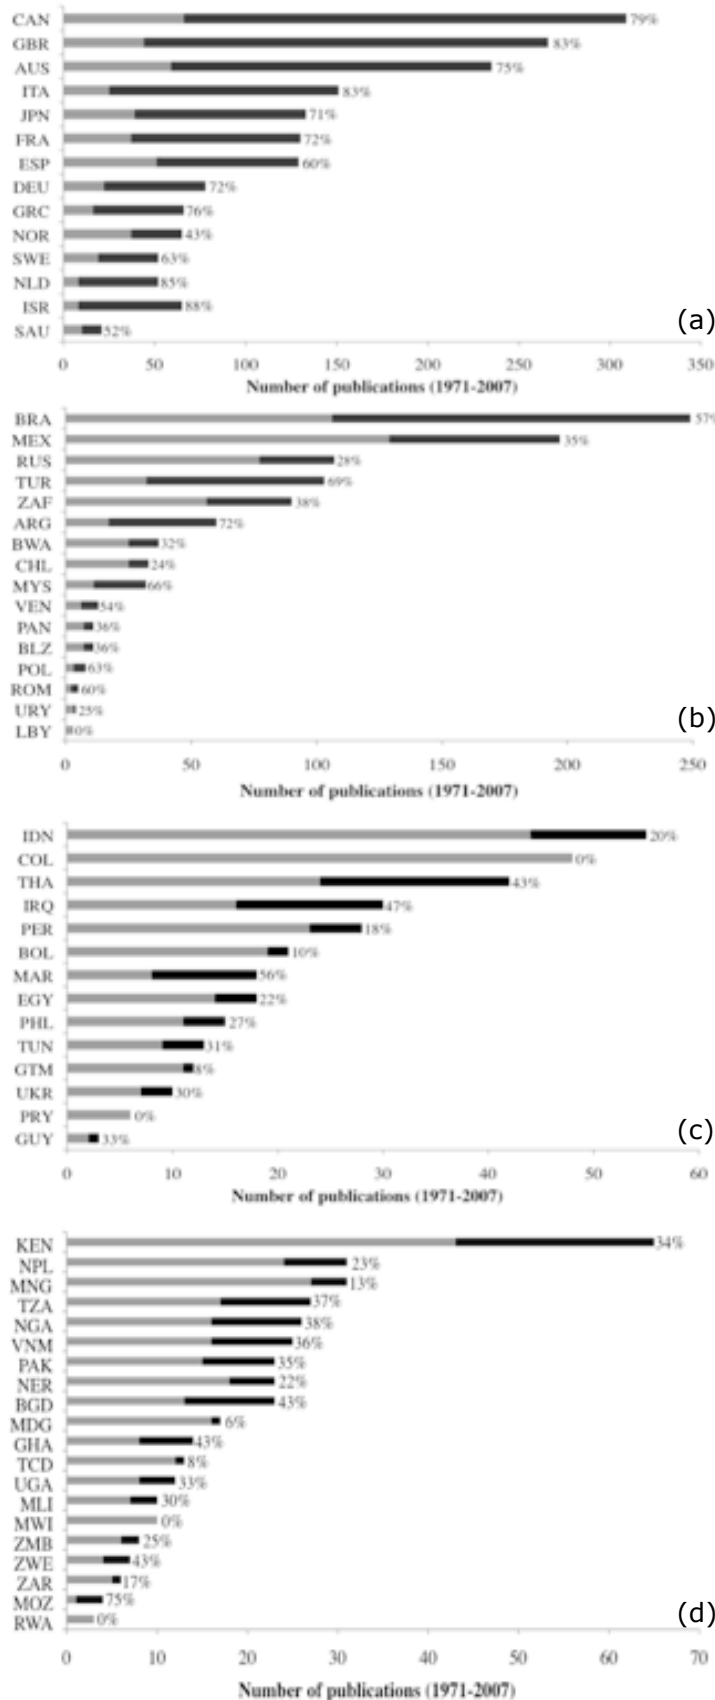 CAN 79%
GBR 83%
AUS 75%
ITA 83%
JPN 71%
FRA 72%
ESP 60%
DEU 72%
GRC 76%
NOR 43%
SWE 63%
NLD 85%
ISR 88%
SAU 52%
(a)
0 50 100 150 200 250 300 350
Number of publications (1971-2007)
BRA 57%
MEX 35%
RUS 28%
TUR 69%
ZAF 38%
ARG 72%
BWA 32%
CHL 24%
MYS 66%
VEN 54%
PAN 36%
BLZ 36%
POL 63%
ROM 60%
URY 25%
(b)
LBY 0%
0 50 100 150 200 250
Number of publications (1971-2007)
IDN 20%
COL 0%
THA 43%
IRQ 47%
PER 18%
BOL 10%
MAR 56%
EGY 22%
PHL 27%
TUN 31%
GTM 8%
UKR 30%
PRY 0%
(c)
GUY 33%
0 10 20 30 40 50 60
Number of publications (1971-2007)
KEN 34%
NPL 23%
MNG 13%
TZA 37%
NGA 38%
VNM 36%
PAK 35%
NER 22%
BGD 43%
MDG 6%
GHA 43%
TCD 8%
UGA 33%
MLI 30%
MWI 0%
ZMB 25%
ZWE 43%
ZAR 17%
MOZ 75%
(d)
RWA 0%
0 10 20 30 40 50 60 70
Number of publications (1971-2007)